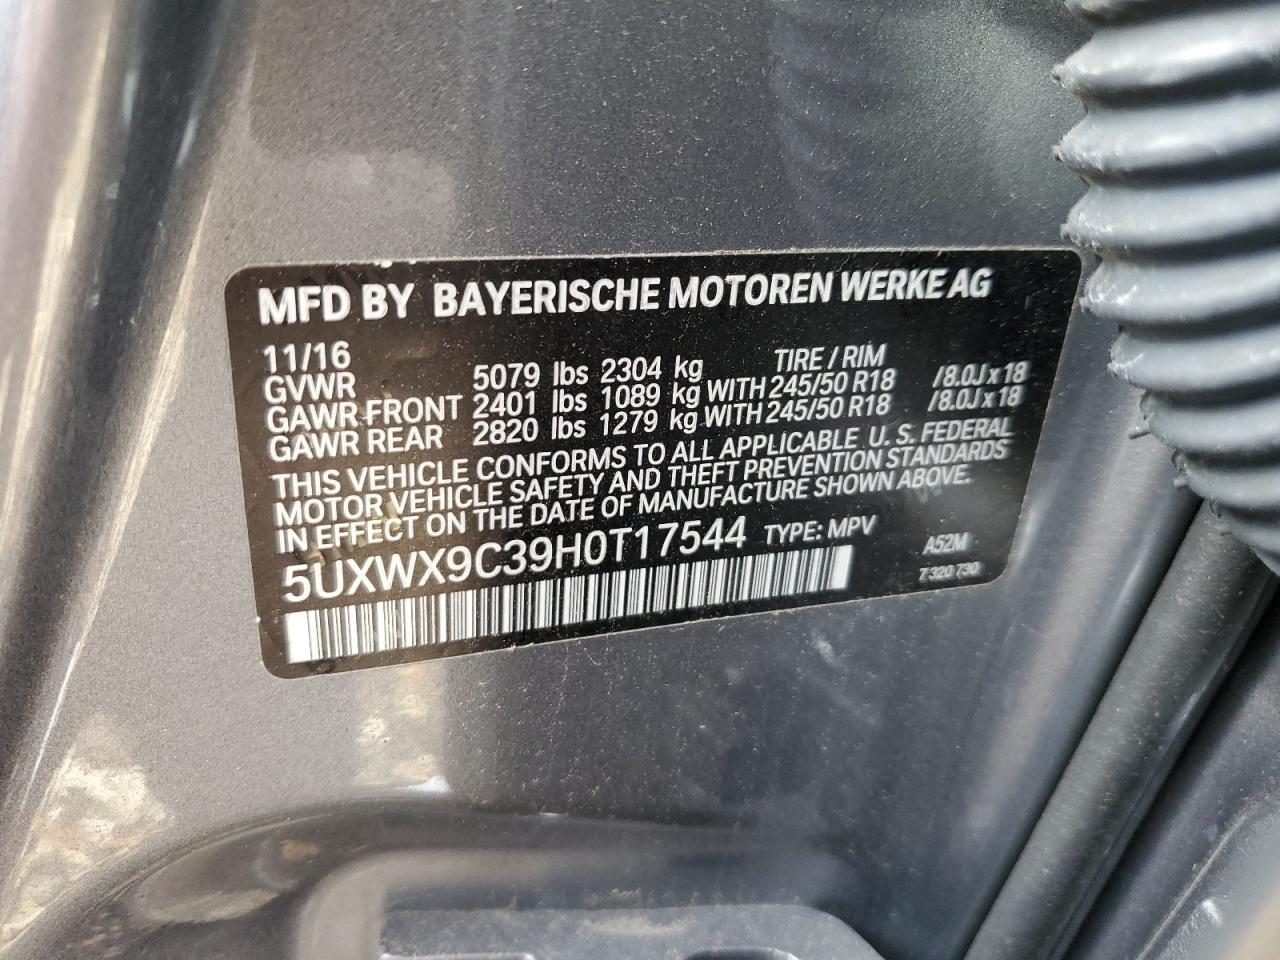 MFD BY BAYERISCHE MOTOREN WERKE AG
11/16 TIRE / RIM
GVWR 5079 lbs 2304 kg
GAWR FRONT 2401 lbs 1089 kg WITH 245/50 R18 /8.0J x 18
GAWR REAR 2820 lbs 1279 kg WITH 245/50 R18 /8.0J x 18
THIS VEHICLE CONFORMS TO ALL APPLICABLE U. S. FEDERAL
MOTOR VEHICLE SAFETY AND THEFT PREVENTION STANDARDS
IN EFFECT ON THE DATE OF MANUFACTURE SHOWN ABOVE.
5UXWX9C39H0T17544 TYPE: MPV
A52M
7 320 730